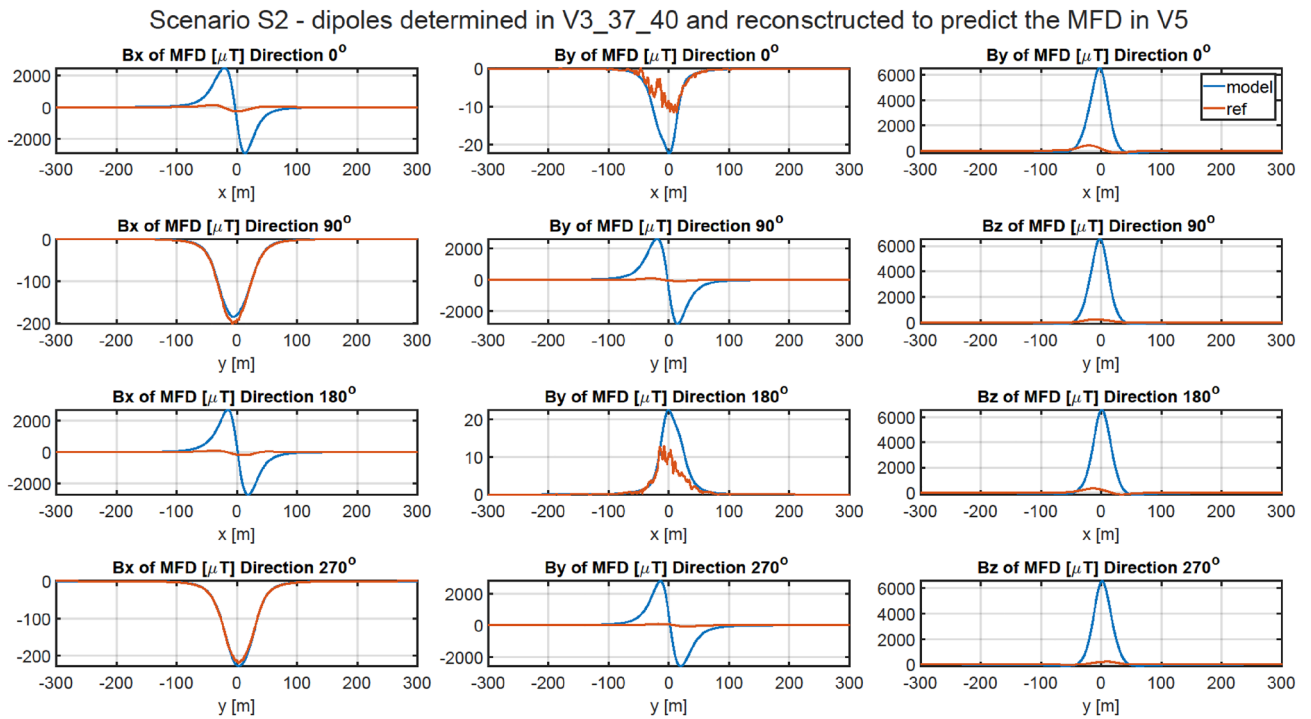 Scenario S2 - dipoles determined in V3_37_40 and reconsctructed to predict the MFD in V5
Bx of MFD [μT] Direction 0°
2000
0
-2000
-300 -200 -100 0 100 200 300
x [m]
By of MFD [μT] Direction 0°
0
-10
-20
-300 -200 -100 0 100 200 300
x [m]
By of MFD [μT] Direction 0°
6000
4000
2000
0
model
ref
-300 -200 -100 0 100 200 300
x [m]
Bx of MFD [μT] Direction 90°
0
-100
-200
-300 -200 -100 0 100 200 300
y [m]
By of MFD [μT] Direction 90°
2000
0
-2000
-300 -200 -100 0 100 200 300
y [m]
Bz of MFD [μT] Direction 90°
6000
4000
2000
0
-300 -200 -100 0 100 200 300
y [m]
Bx of MFD [μT] Direction 180°
2000
0
-2000
-300 -200 -100 0 100 200 300
x [m]
By of MFD [μT] Direction 180°
20
10
0
-300 -200 -100 0 100 200 300
x [m]
Bz of MFD [μT] Direction 180°
6000
4000
2000
0
-300 -200 -100 0 100 200 300
x [m]
Bx of MFD [μT] Direction 270°
0
-100
-200
-300 -200 -100 0 100 200 300
y [m]
By of MFD [μT] Direction 270°
2000
0
-2000
-300 -200 -100 0 100 200 300
y [m]
Bz of MFD [μT] Direction 270°
6000
4000
2000
0
-300 -200 -100 0 100 200 300
y [m]